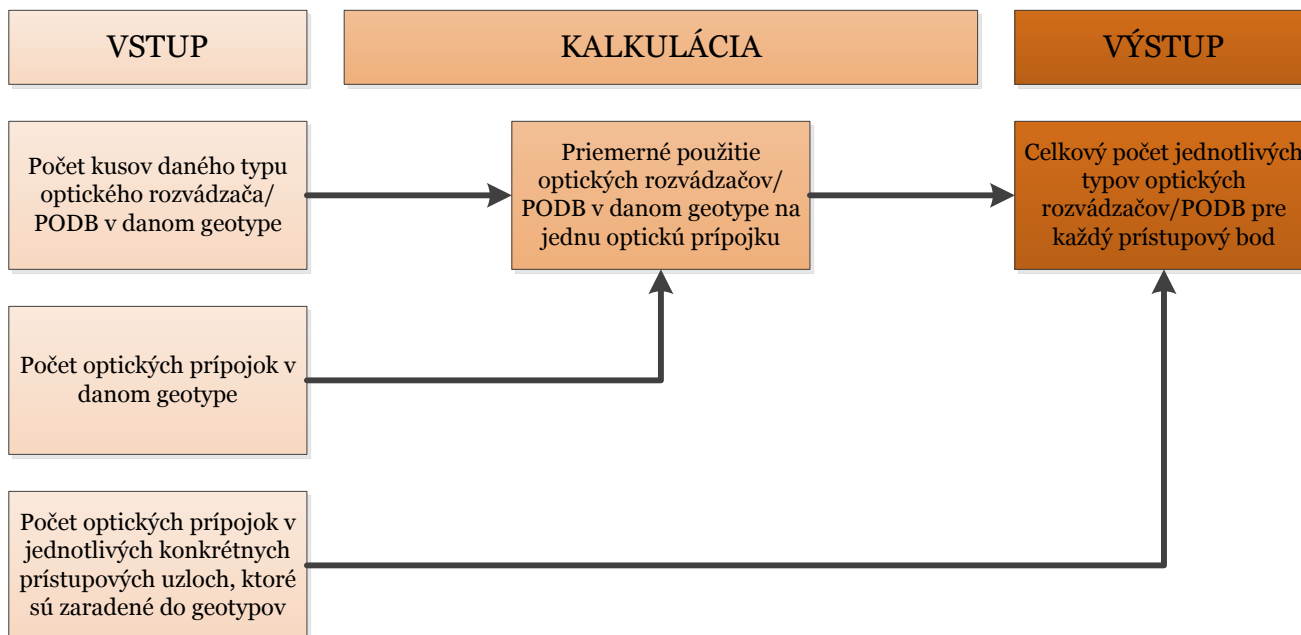 VSTUP
KALKULÁCIA
VÝSTUP
Počet kusov daného typu
optického rozvádzača/
PODB v danom geotype
Priemerné použitie
optických rozvádzačov/
PODB v danom geotype na
jednu optickú prípojku
Celkový počet jednotlivých
typov optických
rozvádzačov/PODB pre
každý prístupový bod
Počet optických prípojok v
danom geotype
Počet optických prípojok v
jednotlivých konkrétnych
prístupových uzloch, ktoré
sú zaradené do geotypov